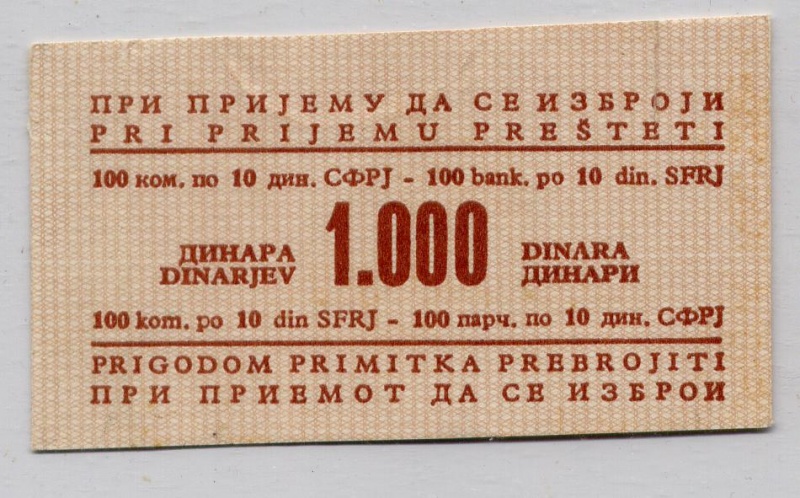 ПРИ ПРИЈЕМУ ДА СЕ ИЗБРОЈИ
PRI PRIJEMU PREŠTETI
100 ком. по 10 дин. СФРЈ - 100 bank. po 10 din. SFRJ
ДИНАРА 1.000 DINARA
DINARJEV ДИНАРИ
100 kom. po 10 din SFRJ - 100 парч. по 10 дин. СФРЈ
PRIGODOM PRIMITKA PREBROJITI
ПРИ ПРИЕМОТ ДА СЕ ИЗБРОИ